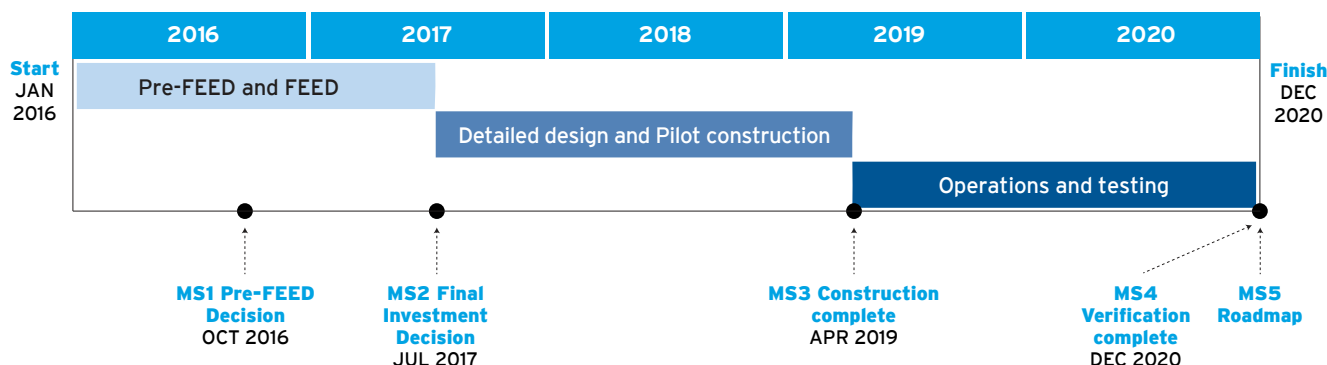 2016
2017
2018
2019
2020
Start
JAN
2016
Finish
DEC
2020
Pre-FEED and FEED
Detailed design and Pilot construction
Operations and testing
MS1 Pre-FEED
Decision
OCT 2016
MS2 Final
Investment
Decision
JUL 2017
MS3 Construction
complete
APR 2019
MS4
Verification
complete
DEC 2020
MS5
Roadmap